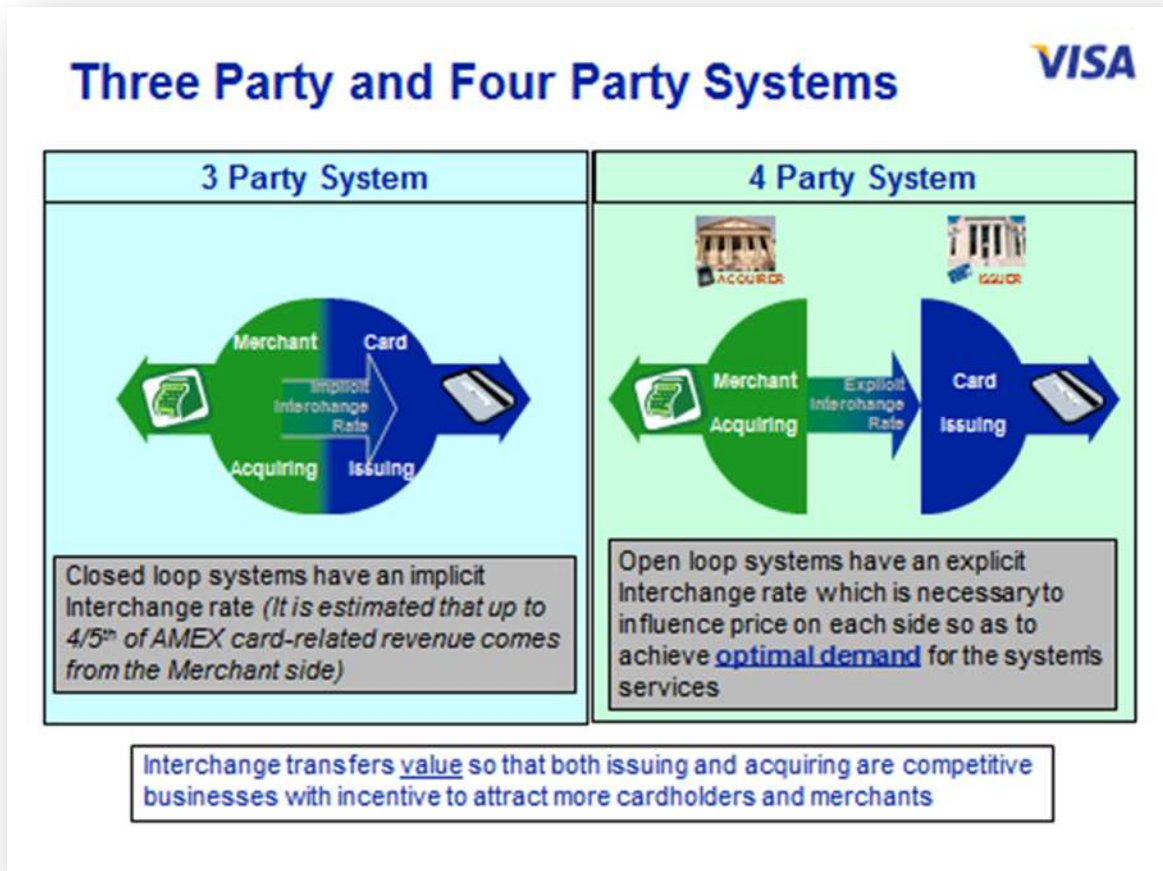 Three Party and Four Party Systems
VISA
3 Party System
Merchant
Card
Implicit
Interchange
Rate
Acquiring
Issuing
Closed loop systems have an implicit
Interchange rate (It is estimated that up to
4/5th of AMEX card-related revenue comes
from the Merchant side)
4 Party System
ACQUIRER
ISSUER
Merchant
Acquiring
Explicit
Interchange
Rate
Card
Issuing
Open loop systems have an explicit
Interchange rate which is necessary to
influence price on each side so as to
achieve optimal demand for the system's
services
Interchange transfers value so that both issuing and acquiring are competitive
businesses with incentive to attract more cardholders and merchants